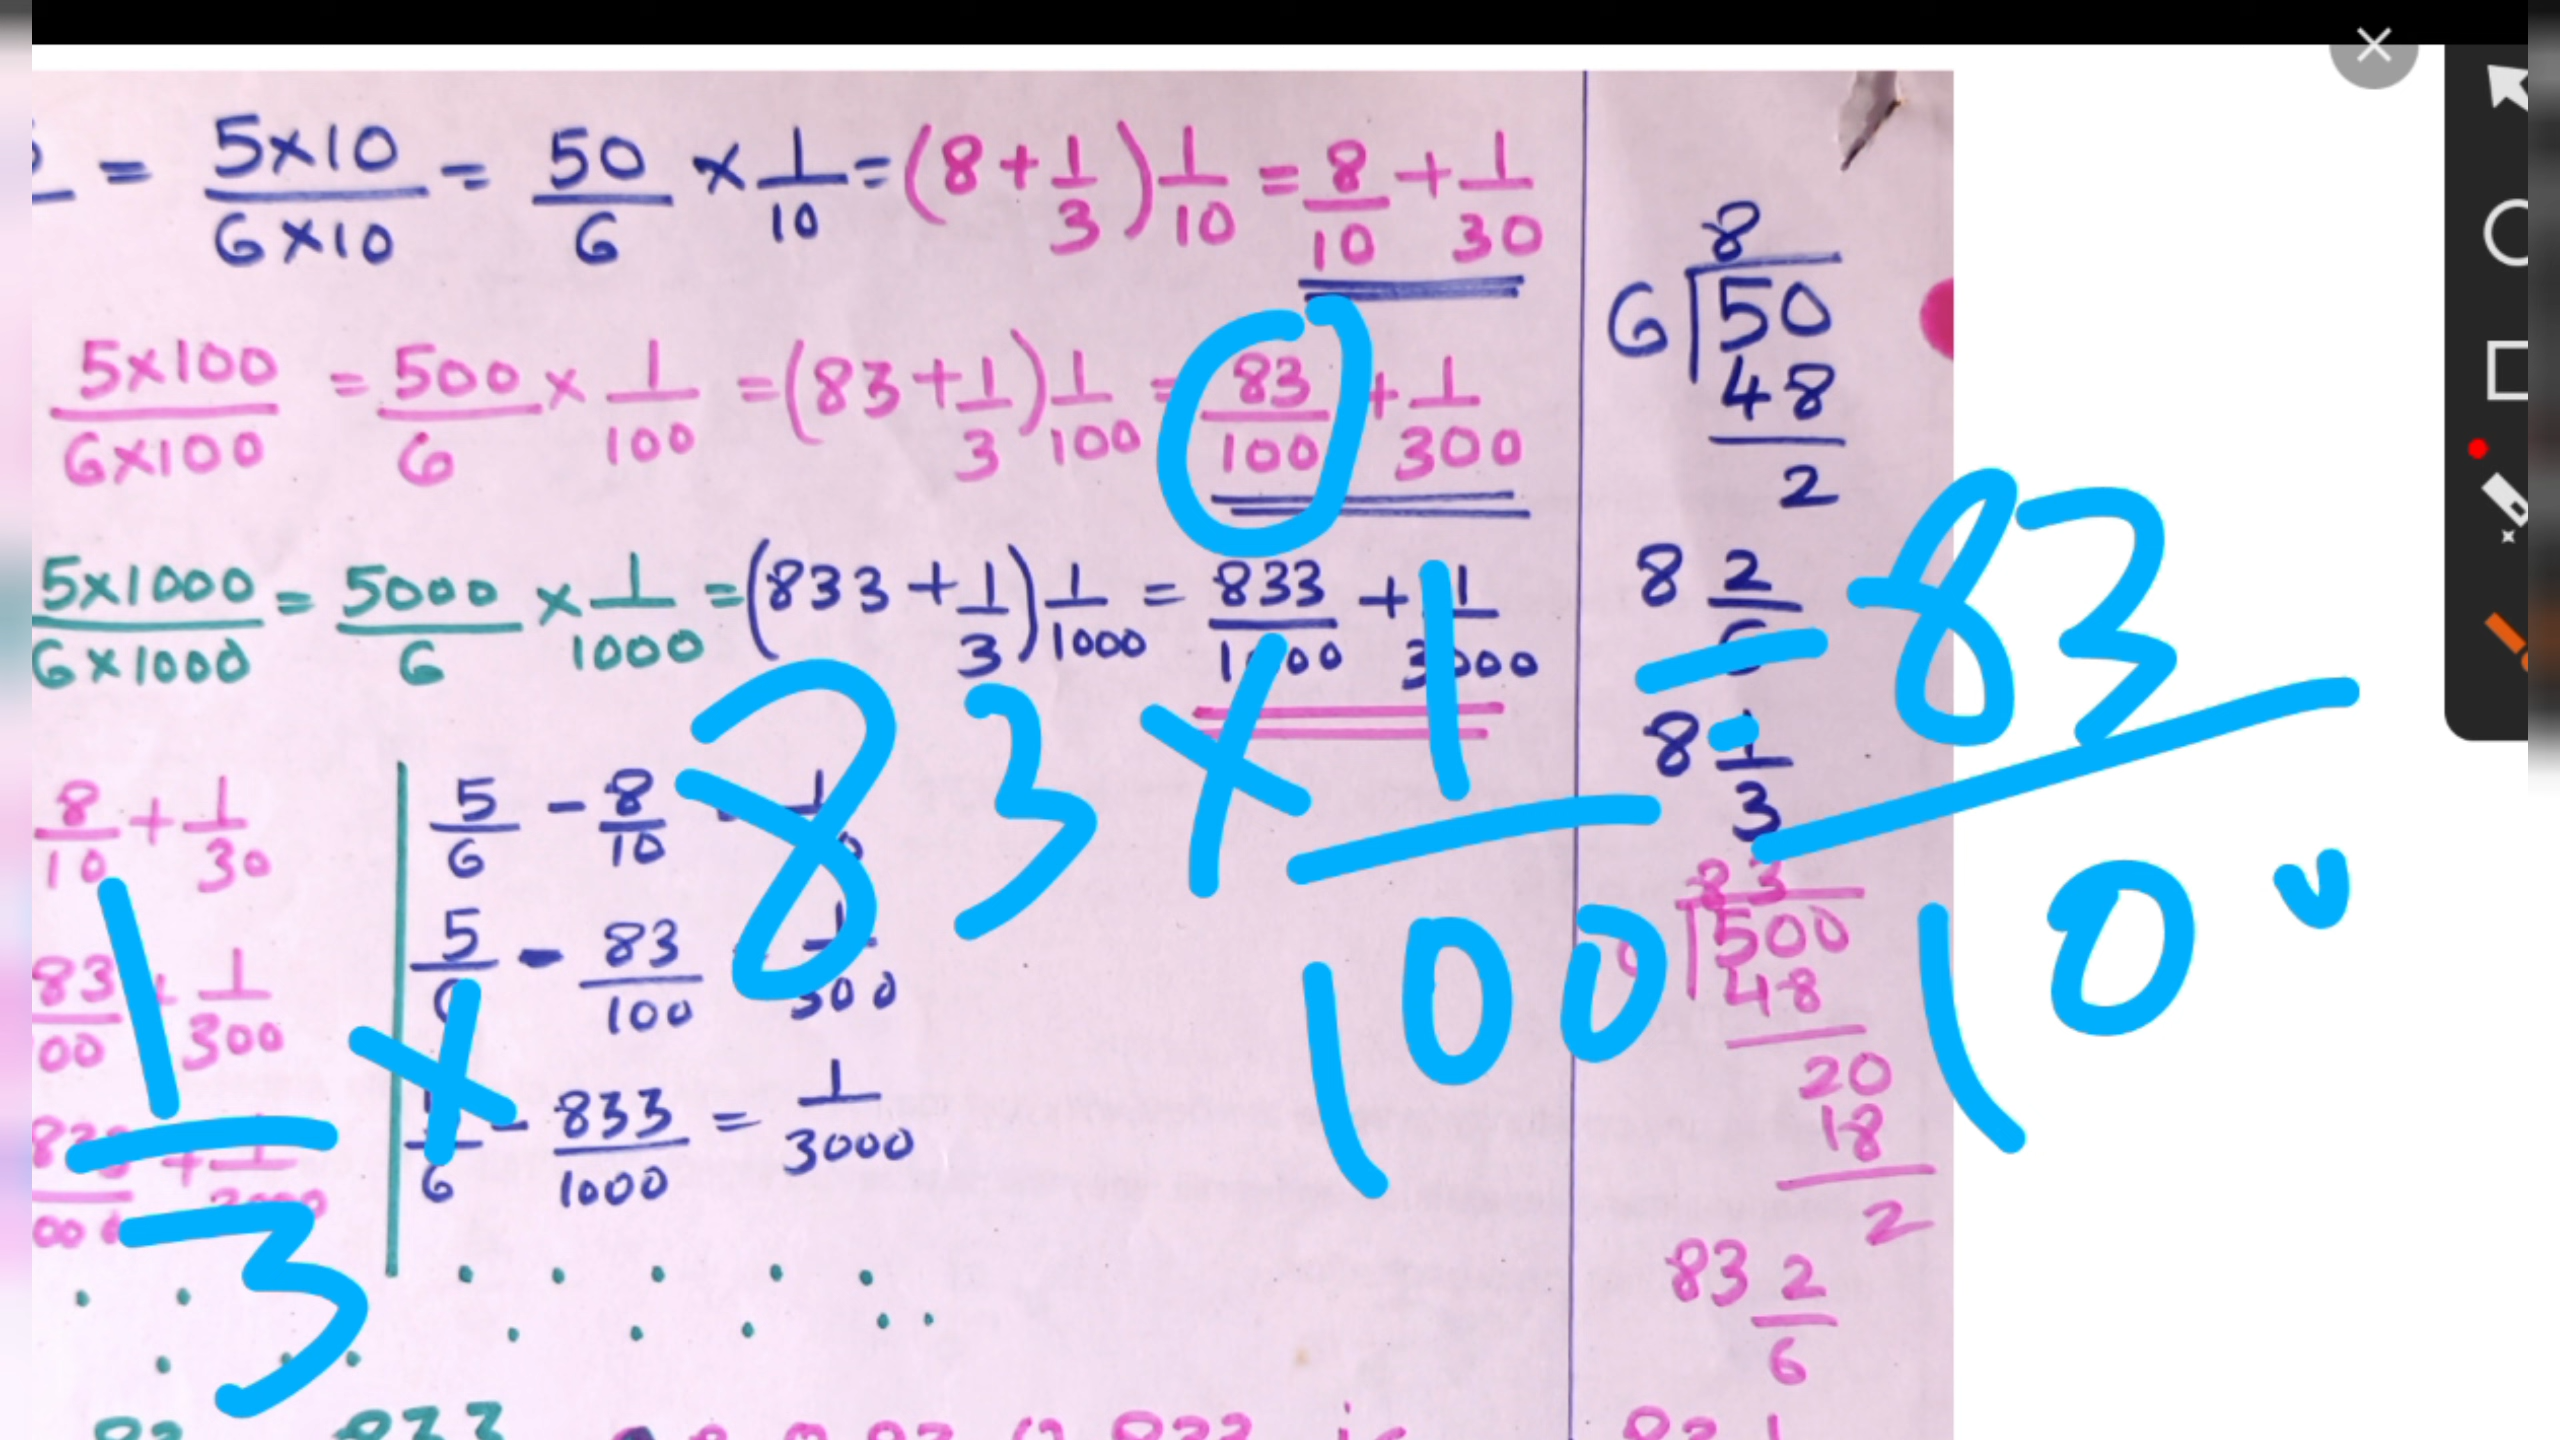 = 5×10/6×10 = 50/6 × 1/10 = (8 + 1/3) 1/10 = 8/10 + 1/30
5×100/6×100 = 500/6 × 1/100 = (83 + 1/3) 1/100 = 83/100 + 1/300
5×1000/6×1000 = 5000/6 × 1/1000 = (833 + 1/3) 1/1000 = 833/1000 + 1/3000
8/10 + 1/30
83/100 + 1/300
5/6 - 8/10
5/6 - 83/100 = 1/300
5/6 - 833/1000 = 1/3000
83 × 1/100 = 83/10
1/3 ×
8
6 50
48
2
8 2/6
8 1/3
83
6 500
48
20
18
2
83 2/6
833